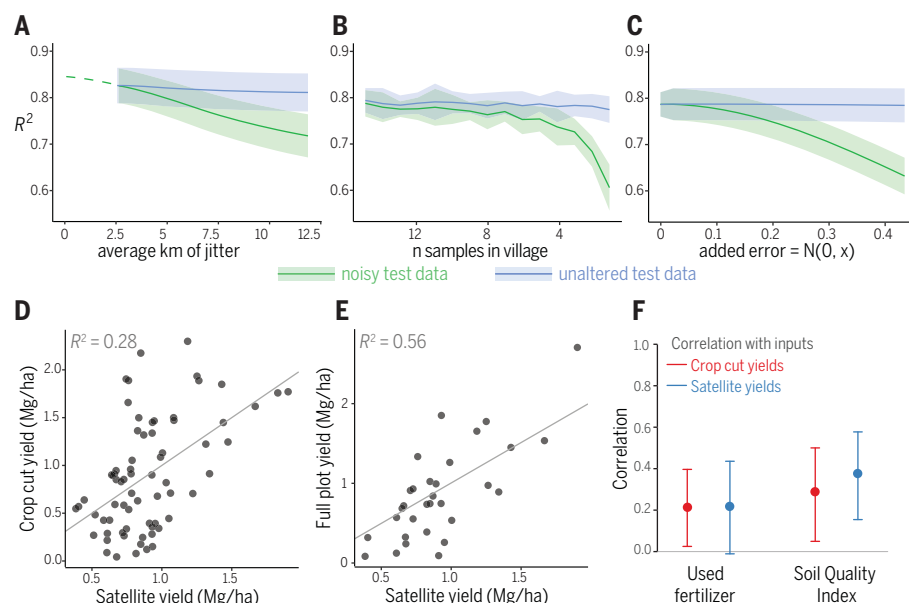 A
B
C
R²
0.9
0.8
0.7
0.6
0
2.5
5
7.5
10
12.5
average km of jitter
0.9
0.8
0.7
0.6
12
8
4
n samples in village
0.9
0.8
0.7
0.6
0
0.1
0.2
0.3
0.4
added error = N(0, x)
noisy test data
unaltered test data
D
R² = 0.28
Crop cut yield (Mg/ha)
2.0
1.5
1.0
0.5
0.0
0.5
1.0
1.5
Satellite yield (Mg/ha)
E
R² = 0.56
Full plot yield (Mg/ha)
2
1
0
0.5
1.0
1.5
Satellite yield (Mg/ha)
F
Correlation with inputs
Crop cut yields
Satellite yields
Correlation
1.0
0.8
0.6
0.4
0.2
0.0
Used
fertilizer
Soil Quality
Index